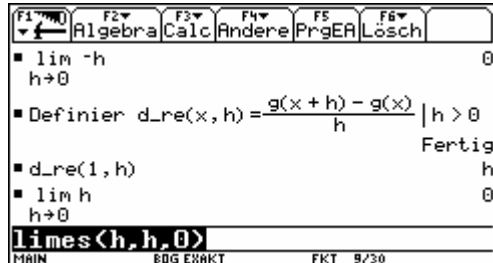 F1 F2 Algebra F3 Calc F4 Andere F5 PrgEA F6 Lösch
▪ lim -h 0
h→0
▪ Definier d_re(x,h)=g(x+h)-g(x)/h |h>0
Fertig
▪ d_re(1,h) h
▪ lim h 0
h→0
limes(h,h,0)
MAIN BOG EXAKT FKT 9/30